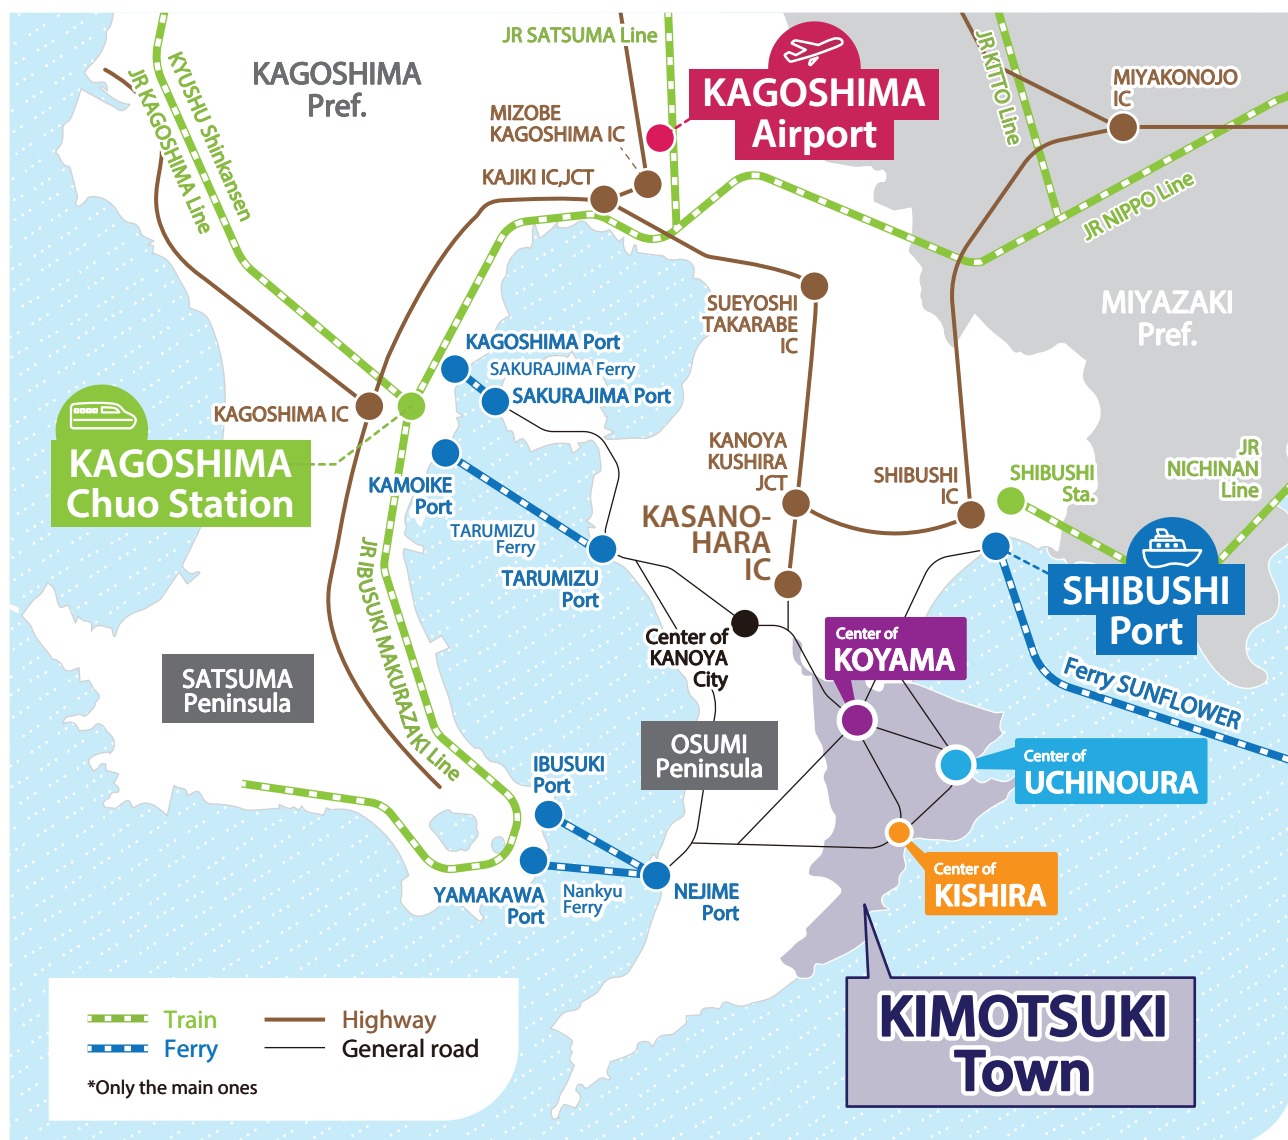 JR SATSUMA Line
KAGOSHIMA
Airport
JR KITTO Line
MIYAKONOJO
IC
KYUSHU Shinkansen
JR KAGOSHIMA Line
KAGOSHIMA
Pref.
MIZOBE
KAGOSHIMA IC
KAJIKI IC,JCT
JR NIPPO Line
SUEYOSHI
TAKARABE
IC
MIYAZAKI
Pref.
KAGOSHIMA Port
SAKURAJIMA Ferry
SAKURAJIMA Port
KAGOSHIMA IC
KAGOSHIMA
Chuo Station
KAMOIKE
Port
TARUMIZU
Ferry
TARUMIZU
Port
KANOYA
KUSHIRA
JCT
KASANO-
HARA
IC
SHIBUSHI
IC
SHIBUSHI
Sta.
JR
NICHINAN
Line
SHIBUSHI
Port
Ferry SUNFLOWER
JR IBUSUKI MAKURAZAKI Line
SATSUMA
Peninsula
Center of
KANOYA
City
Center of
KOYAMA
OSUMI
Peninsula
Center of
UCHINOURA
IBUSUKI
Port
YAMAKAWA
Port
Nankyu
Ferry
NEJIME
Port
Center of
KISHIRA
KIMOTSUKI
Town
Train
Highway
Ferry
General road
*Only the main ones